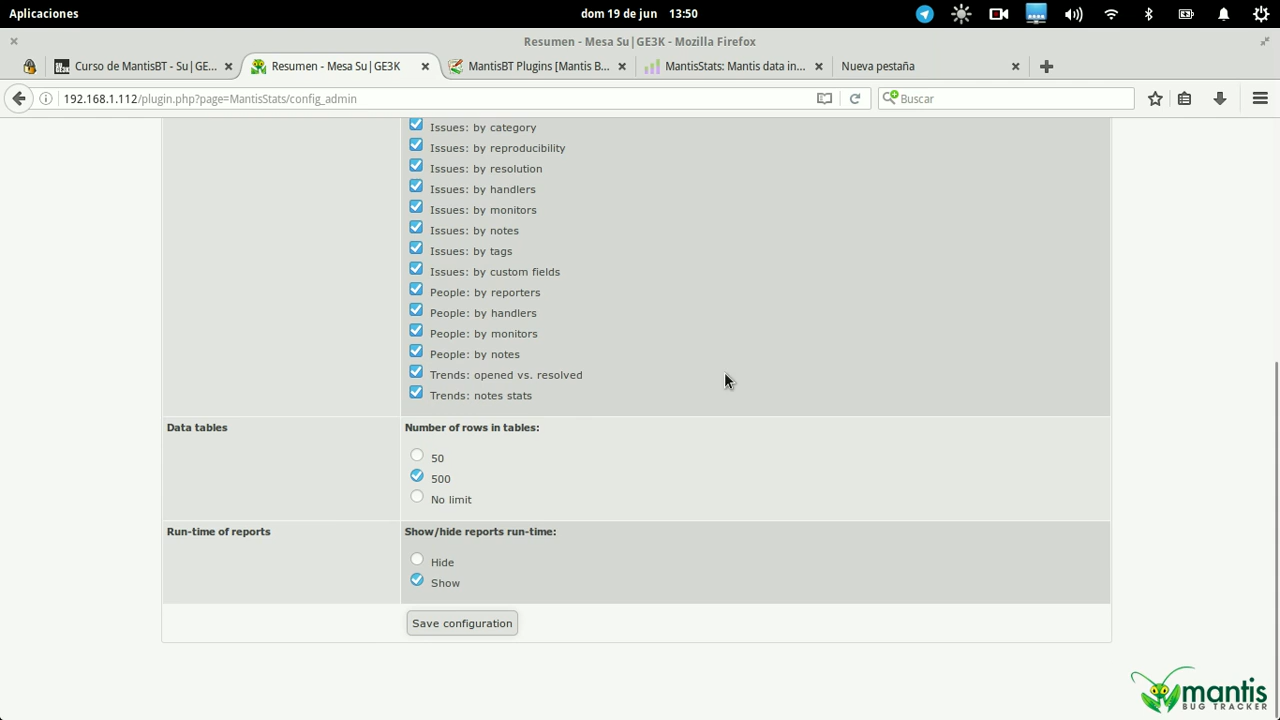 Aplicaciones
dom 19 de jun 13:50
Resumen - Mesa Su|GE3K - Mozilla Firefox
Curso de MantisBT - Su|GE...
Resumen - Mesa Su|GE3K
MantisBT Plugins [Mantis B...
MantisStats: Mantis data in...
Nueva pestaña
192.168.1.112/plugin.php?page=MantisStats/config_admin
Buscar
Issues: by category
Issues: by reproducibility
Issues: by resolution
Issues: by handlers
Issues: by monitors
Issues: by notes
Issues: by tags
Issues: by custom fields
People: by reporters
People: by handlers
People: by monitors
People: by notes
Trends: opened vs. resolved
Trends: notes stats
Data tables
Number of rows in tables:
50
500
No limit
Run-time of reports
Show/hide reports run-time:
Hide
Show
Save configuration
mantis
BUG TRACKER